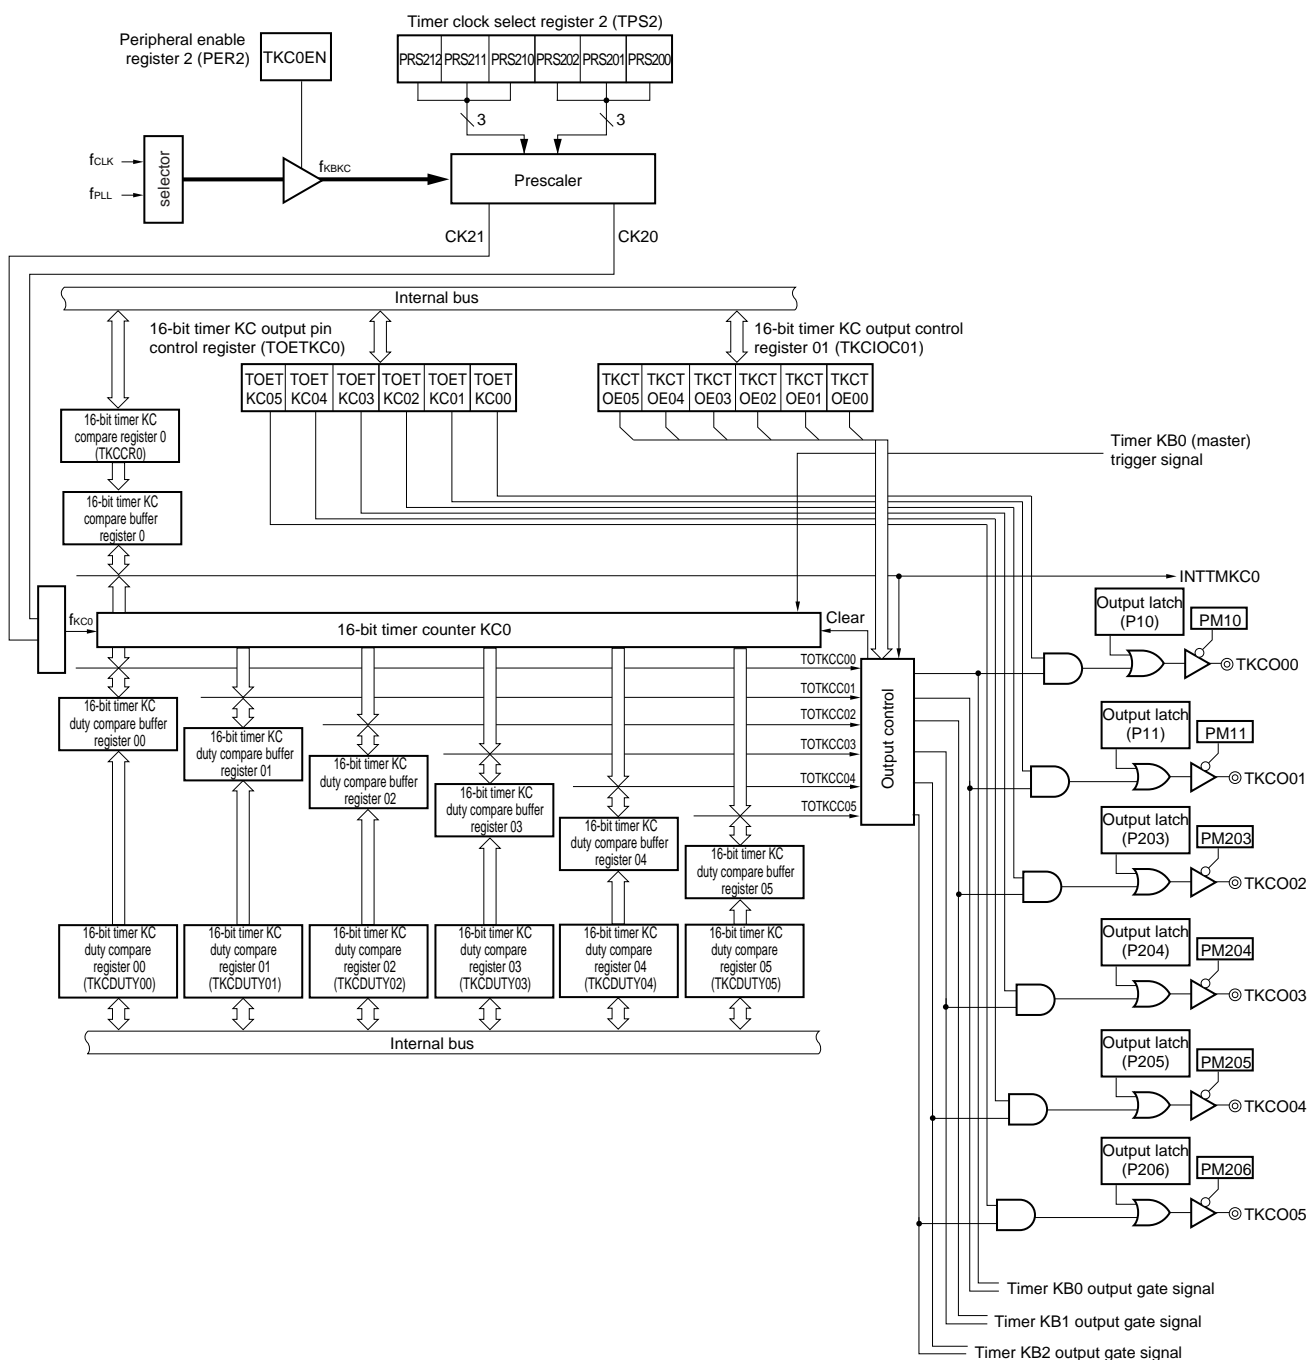 Timer clock select register 2 (TPS2)
Peripheral enable
register 2 (PER2)
TKC0EN
PRS212 PRS211 PRS210 PRS202 PRS201 PRS200
3
3
fCLK
fPLL
selector
fKBKC
Prescaler
CK21
CK20
Internal bus
16-bit timer KC output pin
control register (TOETKC0)
16-bit timer KC output control
register 01 (TKCIOC01)
TOET TOET TOET TOET TOET TOET
KC05 KC04 KC03 KC02 KC01 KC00
TKCT TKCT TKCT TKCT TKCT TKCT
OE05 OE04 OE03 OE02 OE01 OE00
16-bit timer KC
compare register 0
(TKCCR0)
Timer KB0 (master)
trigger signal
16-bit timer KC
compare buffer
register 0
INTTMKC0
fKC0
16-bit timer counter KC0
Clear
Output latch
(P10)
PM10
TKCO00
TOTKCC00
TOTKCC01
TOTKCC02
TOTKCC03
TOTKCC04
TOTKCC05
Output control
16-bit timer KC
duty compare buffer
register 00
16-bit timer KC
duty compare buffer
register 01
16-bit timer KC
duty compare buffer
register 02
16-bit timer KC
duty compare buffer
register 03
16-bit timer KC
duty compare buffer
register 04
16-bit timer KC
duty compare buffer
register 05
Output latch
(P11)
PM11
TKCO01
Output latch
(P203)
PM203
TKCO02
16-bit timer KC
duty compare
register 00
(TKCDUTY00)
16-bit timer KC
duty compare
register 01
(TKCDUTY01)
16-bit timer KC
duty compare
register 02
(TKCDUTY02)
16-bit timer KC
duty compare
register 03
(TKCDUTY03)
16-bit timer KC
duty compare
register 04
(TKCDUTY04)
16-bit timer KC
duty compare
register 05
(TKCDUTY05)
Output latch
(P204)
PM204
TKCO03
Internal bus
Output latch
(P205)
PM205
TKCO04
Output latch
(P206)
PM206
TKCO05
Timer KB0 output gate signal
Timer KB1 output gate signal
Timer KB2 output gate signal